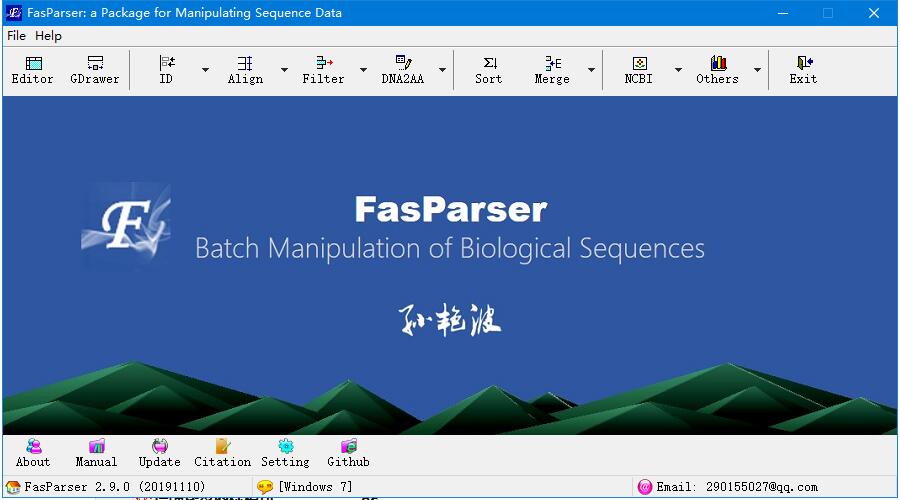 FasParser: a Package for Manipulating Sequence Data
File Help
Editor GDrawer ID Align Filter DNA2AA Sort Merge NCBI Others Exit
F
FasParser
Batch Manipulation of Biological Sequences
孙艳波
About Manual Update Citation Setting Github
FasParser 2.9.0 (20191110) [Windows 7] Email: 290155027@qq.com